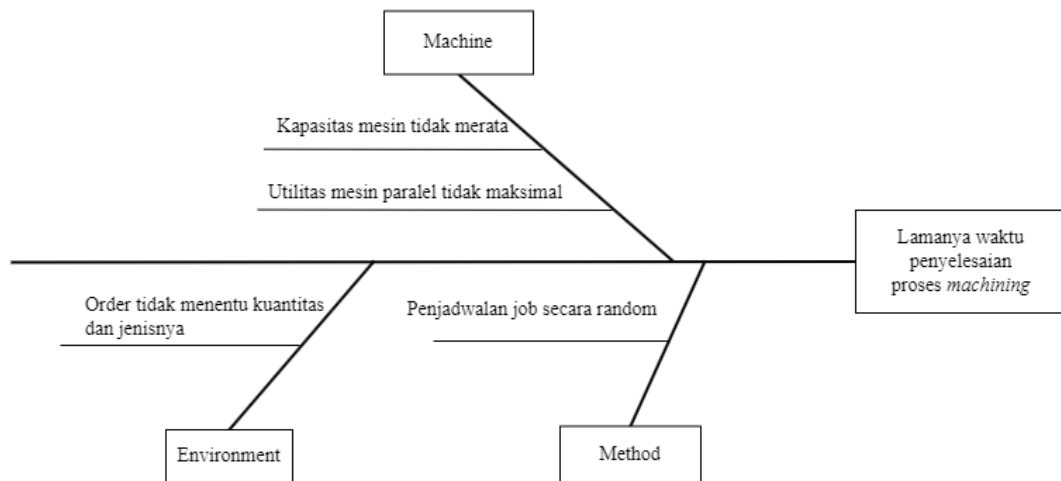 Machine
Kapasitas mesin tidak merata
Utilitas mesin paralel tidak maksimal
Lamanya waktu
penyelesaian
proses machining
Order tidak menentu kuantitas
dan jenisnya
Penjadwalan job secara random
Environment
Method